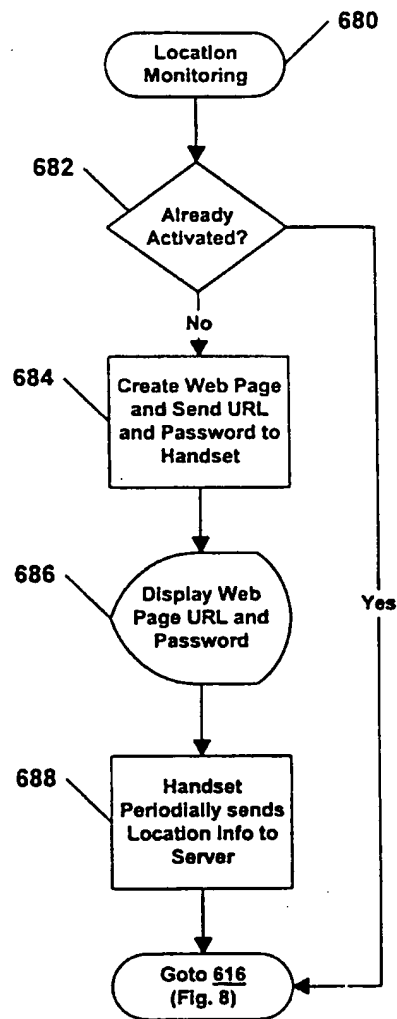 680
Location
Monitoring
682
Already
Activated?
No
684
Create Web Page
and Send URL
and Password to
Handset
686
Display Web
Page URL and
Password
Yes
688
Handset
Periodially sends
Location Info to
Server
Goto 616
(Fig. 8)